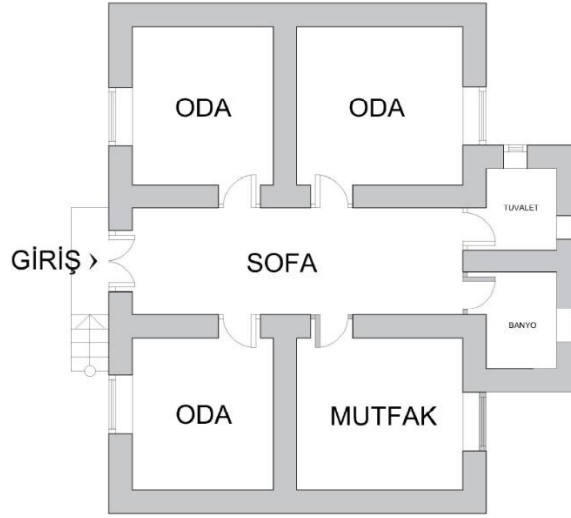 ODA
ODA
TUVALET
GİRİŞ
SOFA
BANYO
ODA
MUTFAK